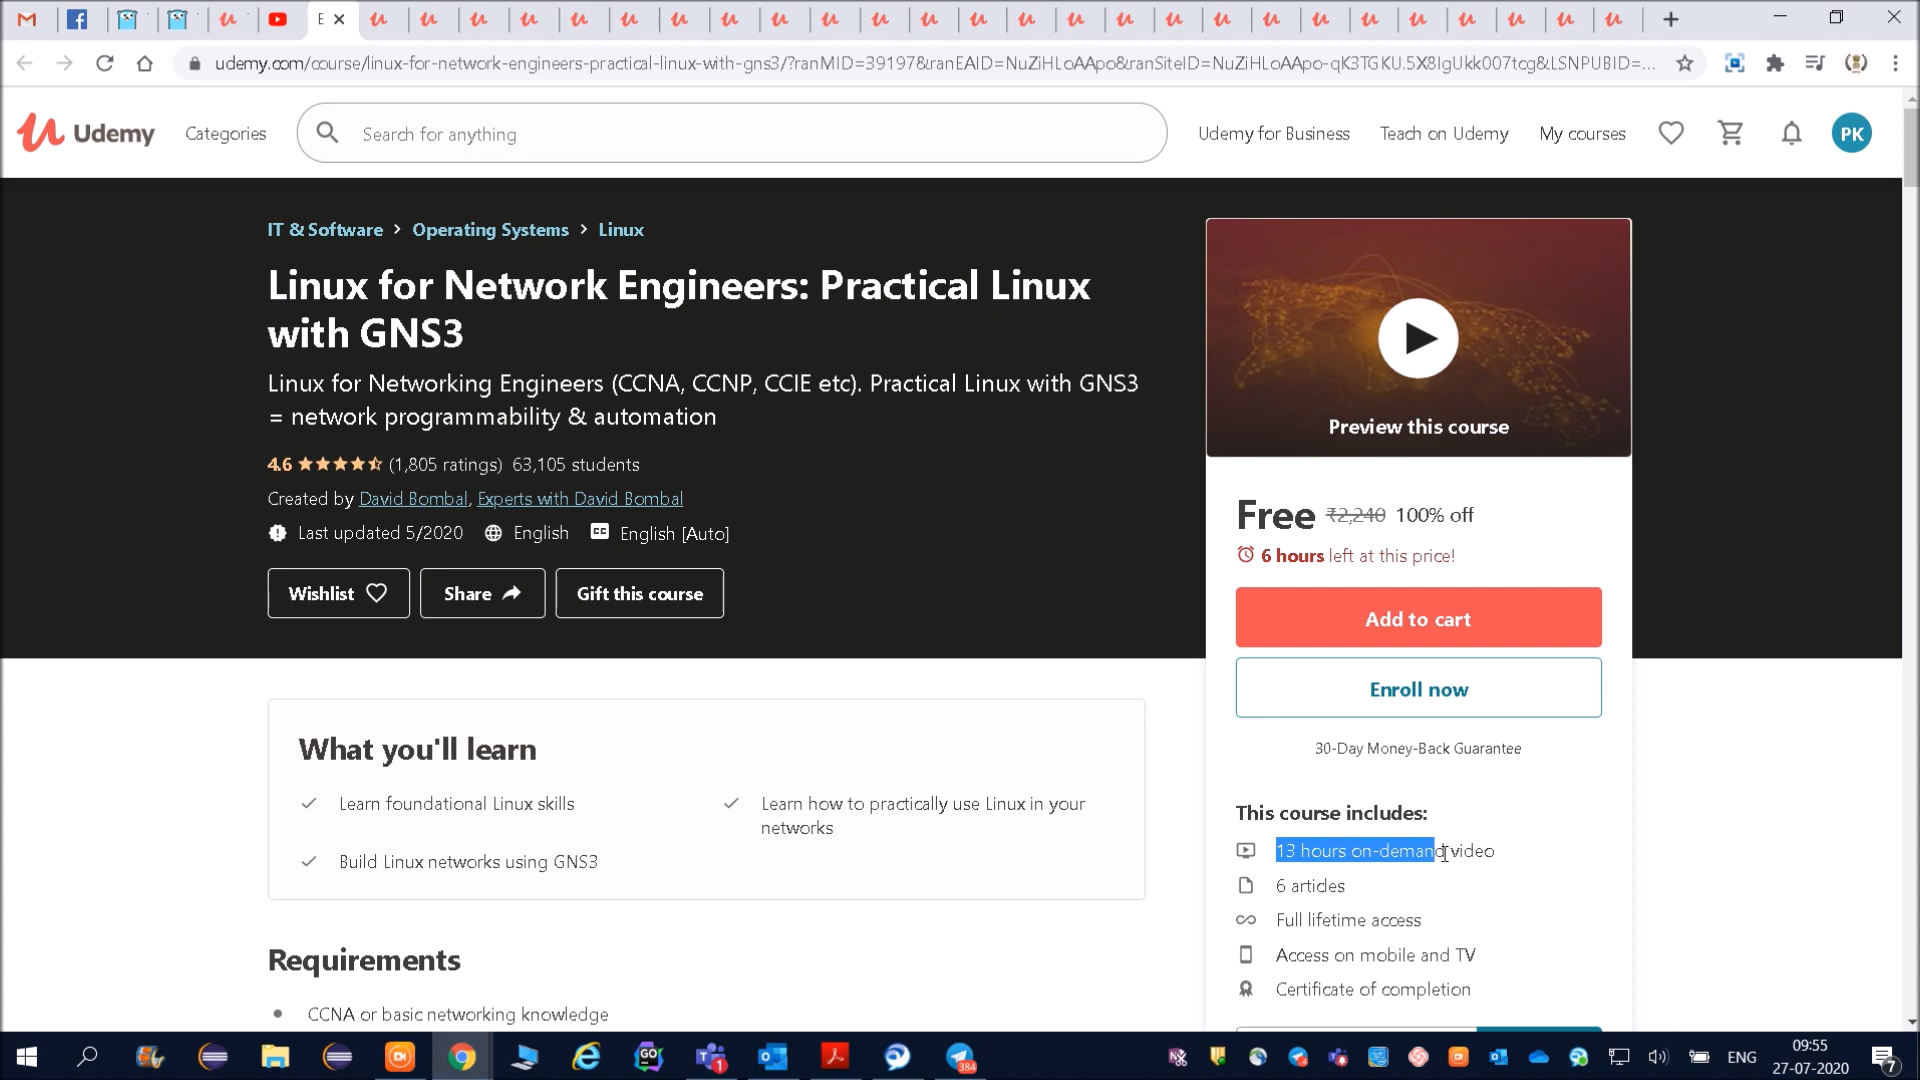 E
udemy.com/course/linux-for-network-engineers-practical-linux-with-gns3/?ranMID=39197&ranEAID=NuZiHLoAApo&ranSiteID=NuZiHLoAApo-qK3TGKU.5X8IgUkk007tcg&LSNPUBID=...
Udemy
Categories
Search for anything
Udemy for Business
Teach on Udemy
My courses
PK
IT & Software > Operating Systems > Linux
Linux for Network Engineers: Practical Linux
with GNS3
Linux for Networking Engineers (CCNA, CCNP, CCIE etc). Practical Linux with GNS3
= network programmability & automation
4.6 (1,805 ratings) 63,105 students
Created by David Bombal, Experts with David Bombal
Last updated 5/2020 English English [Auto]
Wishlist
Share
Gift this course
Preview this course
Free ₹2,240 100% off
6 hours left at this price!
Add to cart
Enroll now
30-Day Money-Back Guarantee
This course includes:
13 hours on-demand video
6 articles
Full lifetime access
Access on mobile and TV
Certificate of completion
What you'll learn
Learn foundational Linux skills
Learn how to practically use Linux in your
networks
Build Linux networks using GNS3
Requirements
CCNA or basic networking knowledge
GO
1
384
ENG
09:55
27-07-2020
7